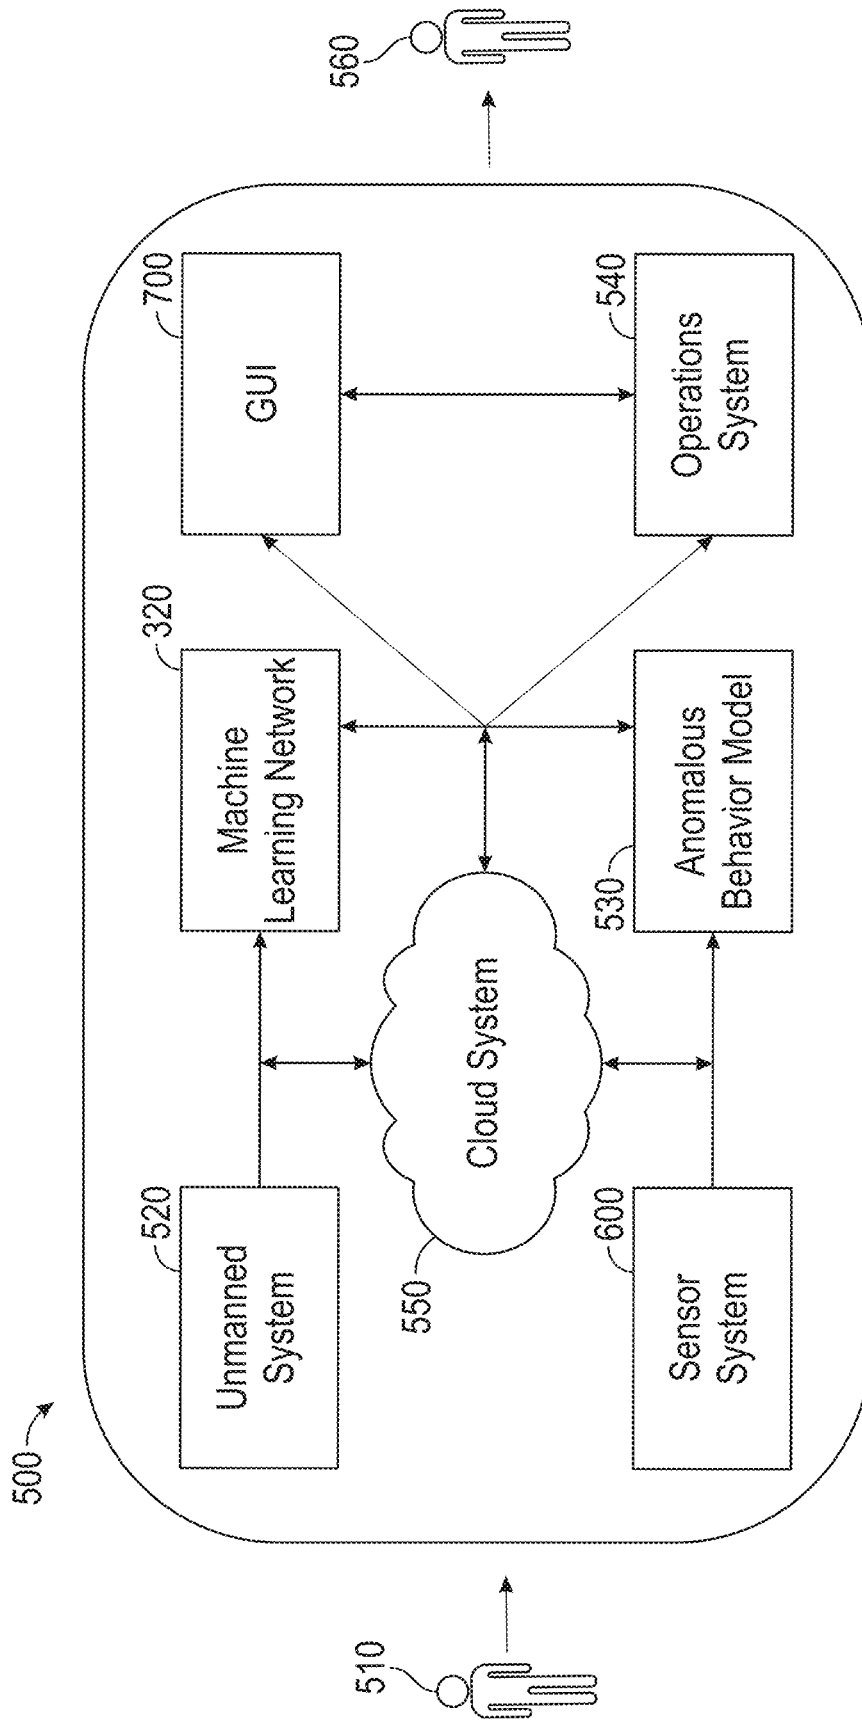 500
510
520
Unmanned
System
320
Machine
Learning Network
700
GUI
560
550
Cloud System
600
Sensor
System
530
Anomalous
Behavior Model
540
Operations
System